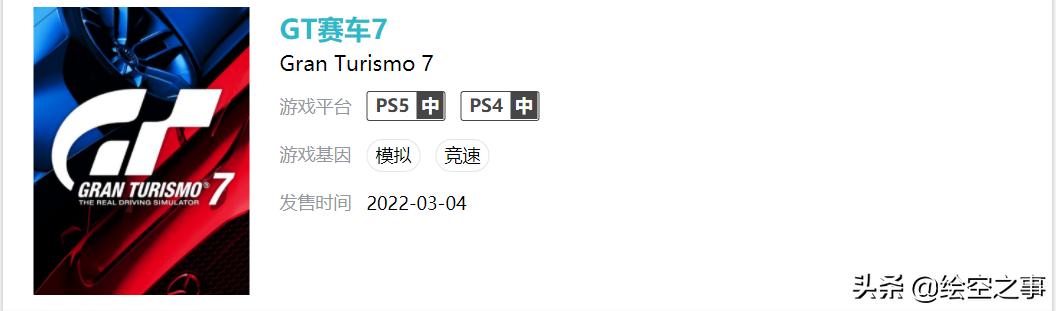 GT
GRAN TURISMO® 7
THE REAL DRIVING SIMULATOR
GT赛车7
Gran Turismo 7
游戏平台 PS5 中 PS4 中
游戏基因 模拟 竞速
发售时间 2022-03-04
头条 @绘空之事